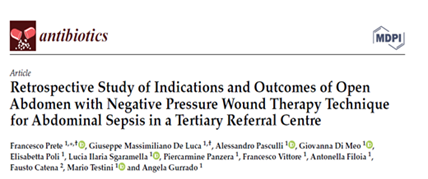 antibiotics
MDPI
Article
Retrospective Study of Indications and Outcomes of Open
Abdomen with Negative Pressure Wound Therapy Technique
for Abdominal Sepsis in a Tertiary Referral Centre
Francesco Prete 1,*,†, Giuseppe Massimiliano De Luca 1,†, Alessandro Pasculli 1, Giovanna Di Meo 1,
Elisabetta Poli 1, Lucia Ilaria Sgaramella 1, Piercarmine Panzera 1, Francesco Vittore 1, Antonella Filoia 1,
Fausto Catena 2, Mario Testini 1 and Angela Gurrado 1